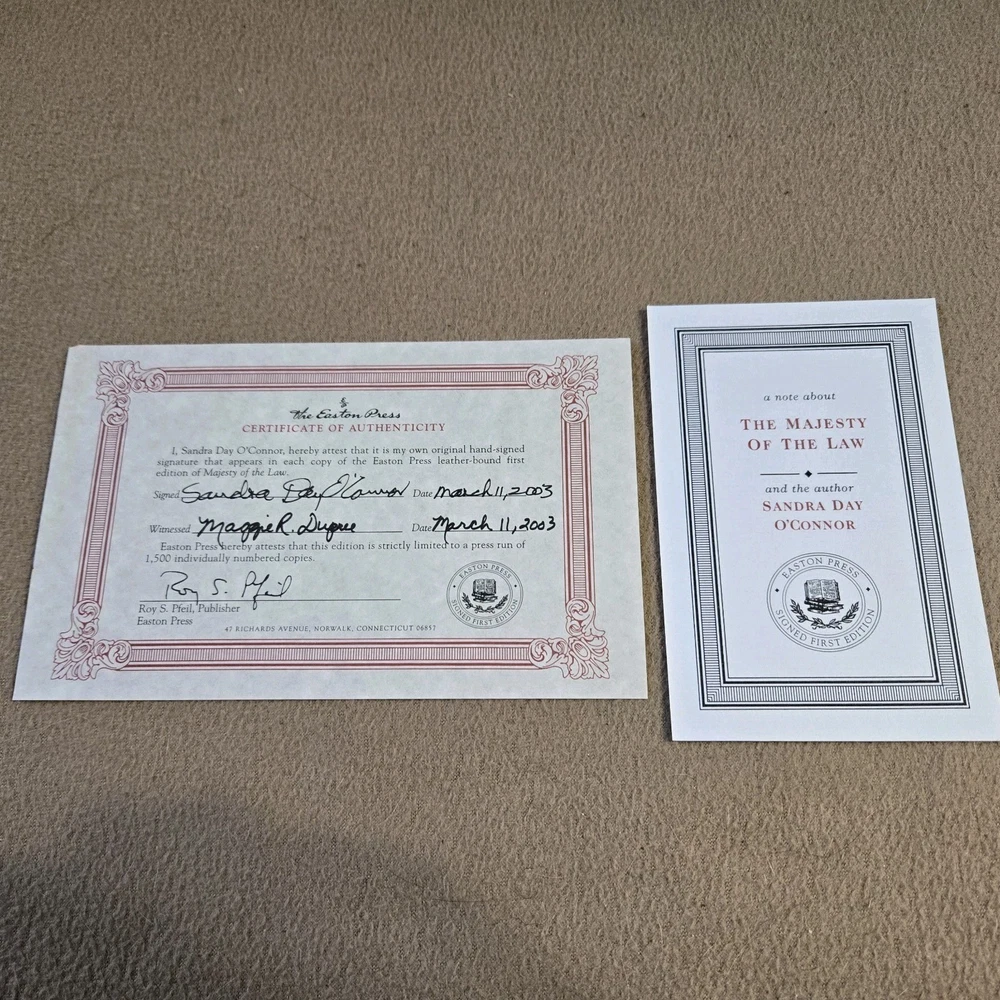 The Easton Press
CERTIFICATE OF AUTHENTICITY
I, Sandra Day O'Connor, hereby attest that it is my own original hand-signed
signature that appears in each copy of the Easton Press leather-bound first
edition of Majesty of the Law.
Signed Sandra Day O'Connor Date March 11, 2003
Witnessed Maggie R. Dupree Date March 11, 2003
Easton Press hereby attests that this edition is strictly limited to a press run of
1,500 individually numbered copies.
Roy S. Pfeil
Roy S. Pfeil, Publisher
Easton Press
47 RICHARDS AVENUE, NORWALK, CONNECTICUT 06857
EASTON PRESS
SIGNED FIRST EDITION
a note about
THE MAJESTY
OF THE LAW
and the author
SANDRA DAY
O'CONNOR
EASTON PRESS
SIGNED FIRST EDITION